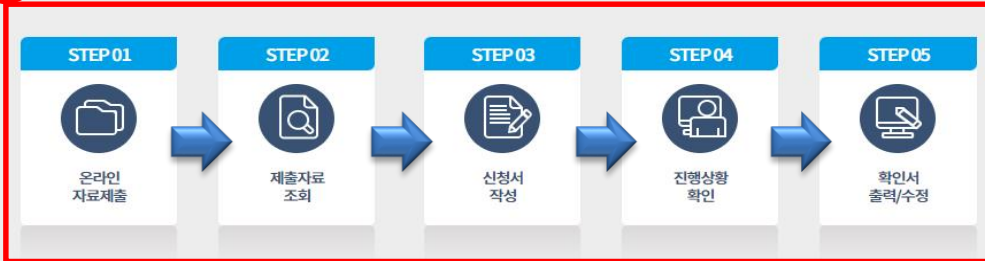 STEP 01
STEP 02
STEP 03
STEP 04
STEP 05
온라인
자료제출
제출자료
조회
신청서
작성
진행상황
확인
확인서
출력/수정